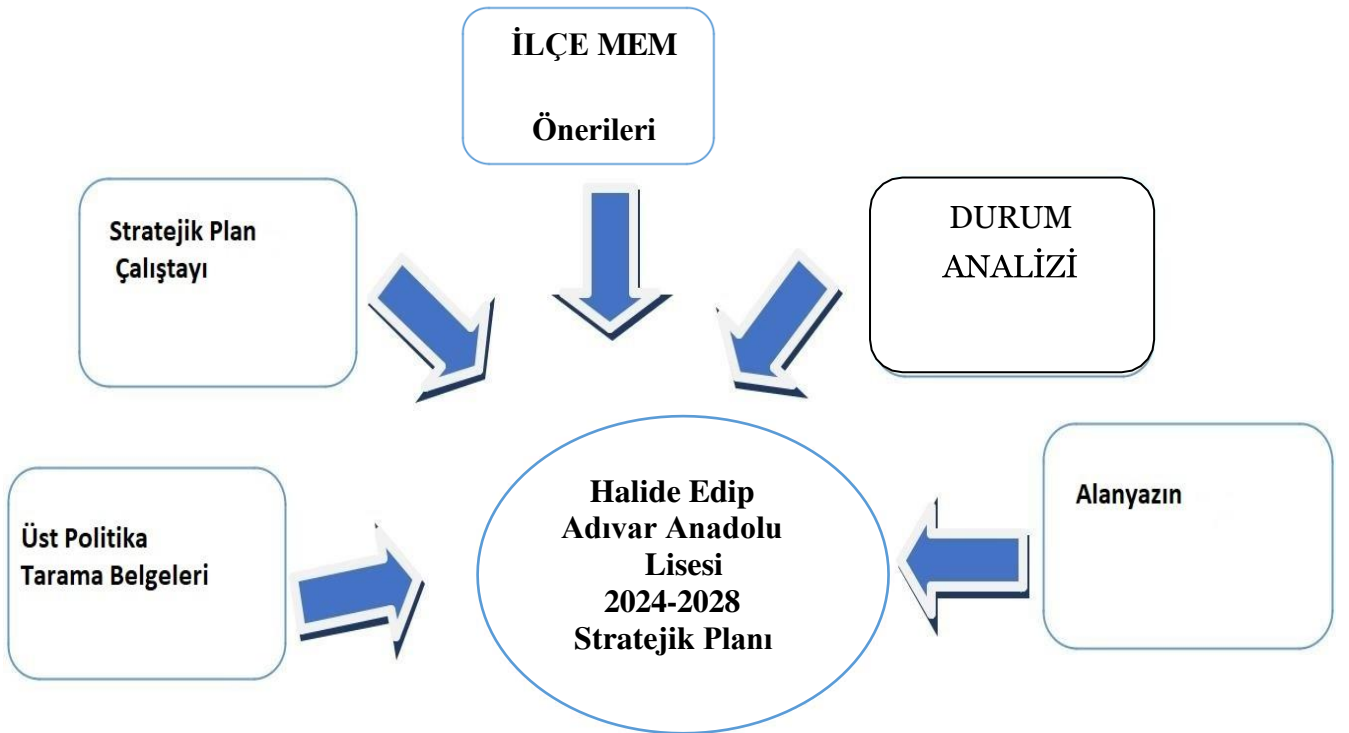 İLÇE MEM
Önerileri
Stratejik Plan
Çalıştayı
DURUM
ANALİZİ
Üst Politika
Tarama Belgeleri
Halide Edip
Adıvar Anadolu
Lisesi
2024-2028
Stratejik Planı
Alanyazın